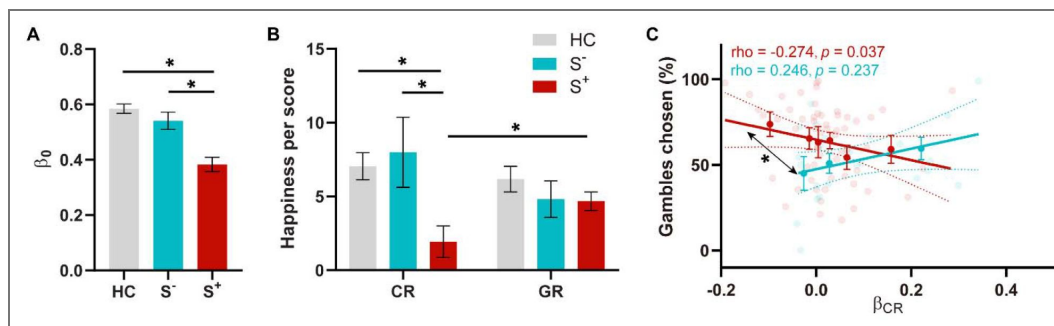 A
β0
0.8
0.6
0.4
0.2
0.0
*
*
HC S- S+
B
Happiness per score
15
10
5
0
*
*
*
HC
S-
S+
CR GR
C
rho = -0.274, p = 0.037
rho = 0.246, p = 0.237
Gambles chosen (%)
100
50
0
*
-0.2 0.0 0.2 0.4
βCR